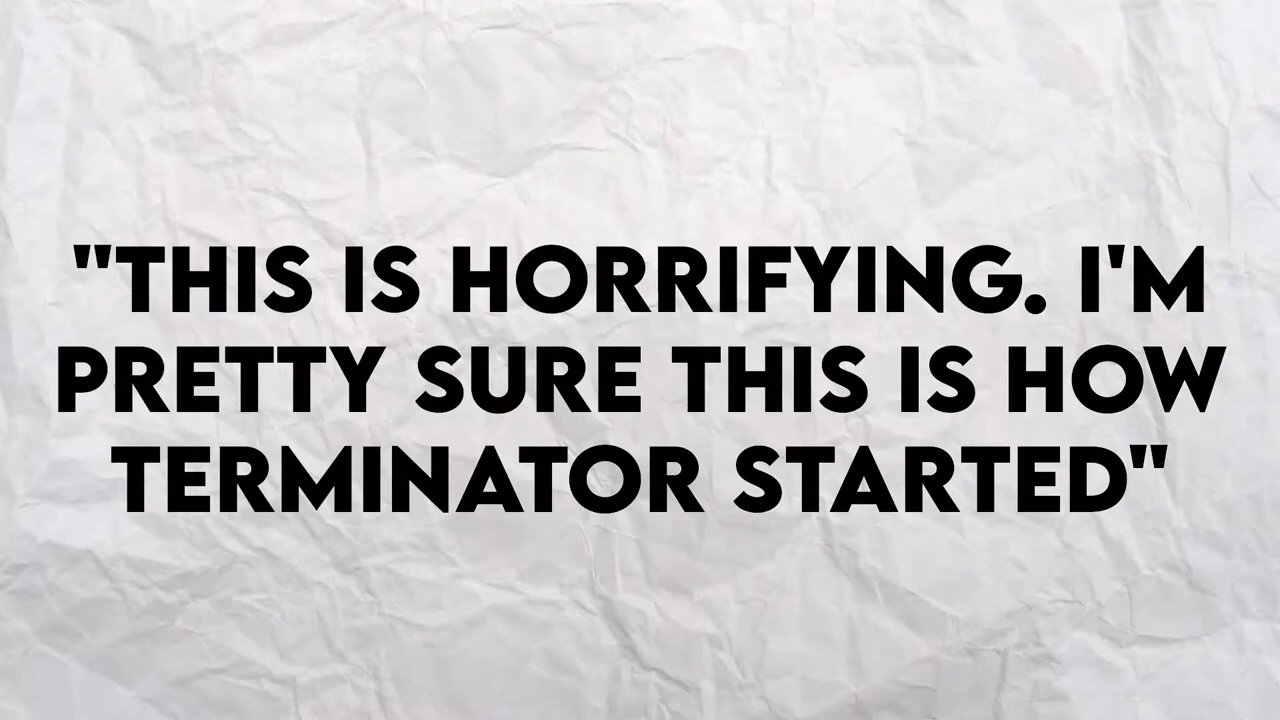 "THIS IS HORRIFYING. I'M
PRETTY SURE THIS IS HOW
TERMINATOR STARTED"